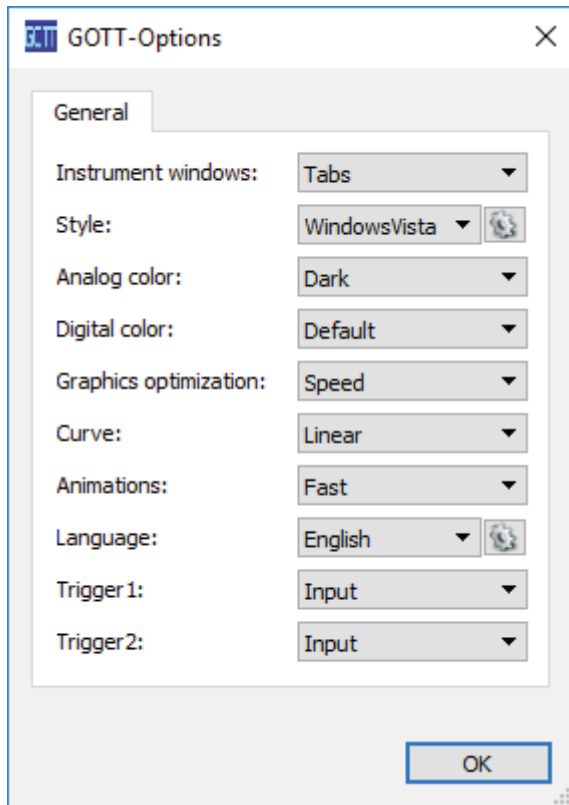 GOTT GOTT-Options
General
Instrument windows: Tabs
Style: WindowsVista
Analog color: Dark
Digital color: Default
Graphics optimization: Speed
Curve: Linear
Animations: Fast
Language: English
Trigger1: Input
Trigger2: Input
OK